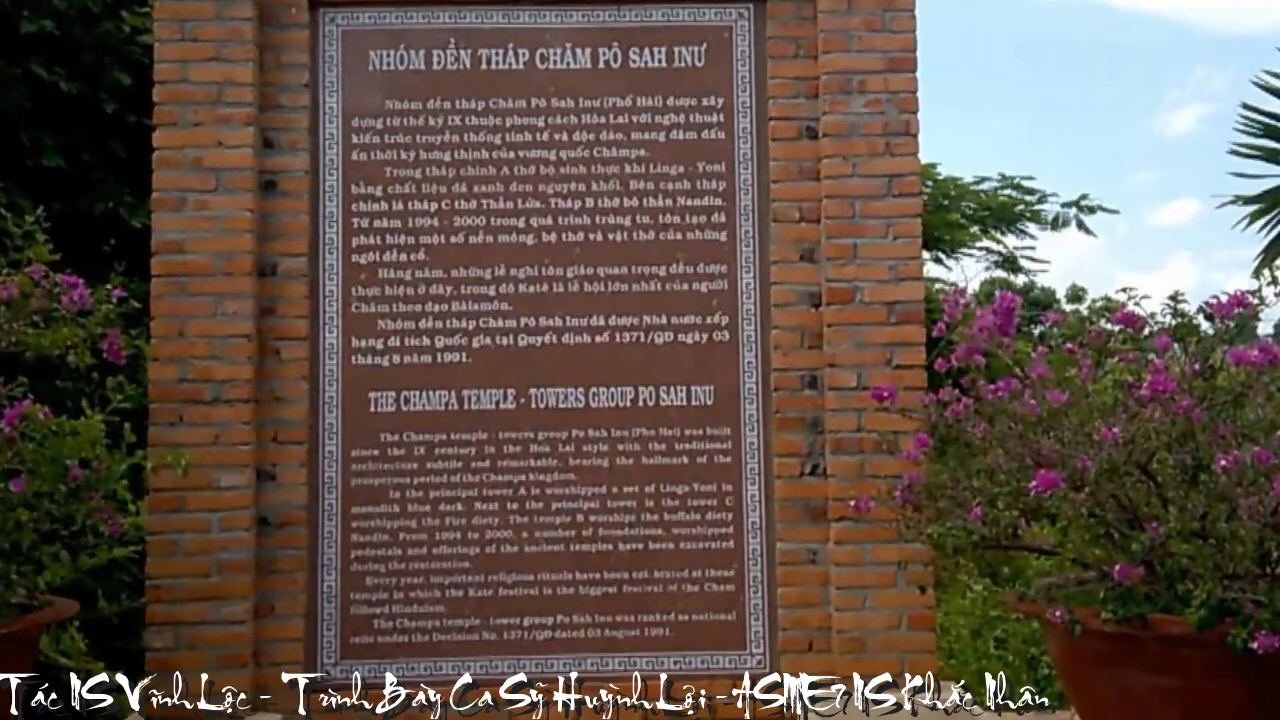 NHÓM ĐỀN THÁP CHĂM PÔ SAH INƯ
Nhóm đền tháp Chăm Pô Sah Inư (Phố Hài) được xây
dựng từ thế kỷ IX thuộc phong cách Hòa Lai với nghệ thuật
kiến trúc truyền thống tinh tế và độc đáo, mang đậm dấu
ấn thời kỳ hưng thịnh của vương quốc Chămpa.
Trong tháp chính A thờ bộ sinh thực khí Linga - Yoni
bằng chất liệu đá xanh đen nguyên khối. Bên cạnh tháp
chính là tháp C thờ Thần Lửa. Tháp B thờ bò thần Nandin.
Từ năm 1994 - 2000 trong quá trình trùng tu, tôn tạo đã
phát hiện một số nền móng, bệ thờ và vật thờ của những
ngôi đền cổ.
Hàng năm, những lễ nghi tôn giáo quan trọng đều được
thực hiện ở đây, trong đó Katê là lễ hội lớn nhất của người
Chăm theo đạo Bàlamôn.
Nhóm đền tháp Chăm Pô Sah Inư đã được Nhà nước xếp
hạng di tích Quốc gia tại Quyết định số 1371/QD ngày 03
tháng 8 năm 1991.
THE CHAMPA TEMPLE - TOWERS GROUP PO SAH INU
The Champa temple - towers group Po Sah Inu (Pho Hai) was built
since the IX century in the Hoa Lai style with the traditional
architecture subtile and remarkable, bearing the hallmark of the
prosperous period of the Champa kingdom.
In the principal tower A is worshipped a set of Linga-Yoni in
monolith blue dark. Next to the principal tower is the tower C
worshipping the Fire diety. The temple B worships the buffalo diety
Nandin. From 1994 to 2000, a number of foundations, worshipped
pedestals and offerings of the ancient temples have been excavated
during the restoration.
Every year, important religious rituals have been celebrated at these
temple in which the Kate festival is the biggest festival of the Cham
followd Hinduism.
The Champa temple - tower group Po Sah Inu was ranked as national
relic under the Decision No. 1371/QD dated 03 August 1991.
Tác NS Vĩnh Lộc - Trình Bày Ca Sỹ Huỳnh Lợi - ASME7 NS Khắc Nhân